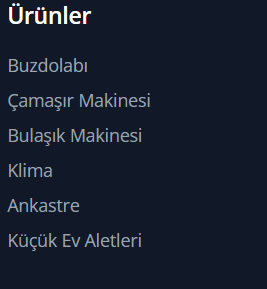 Ürünler
Buzdolabı
Çamaşır Makinesi
Bulaşık Makinesi
Klima
Ankastre
Küçük Ev Aletleri